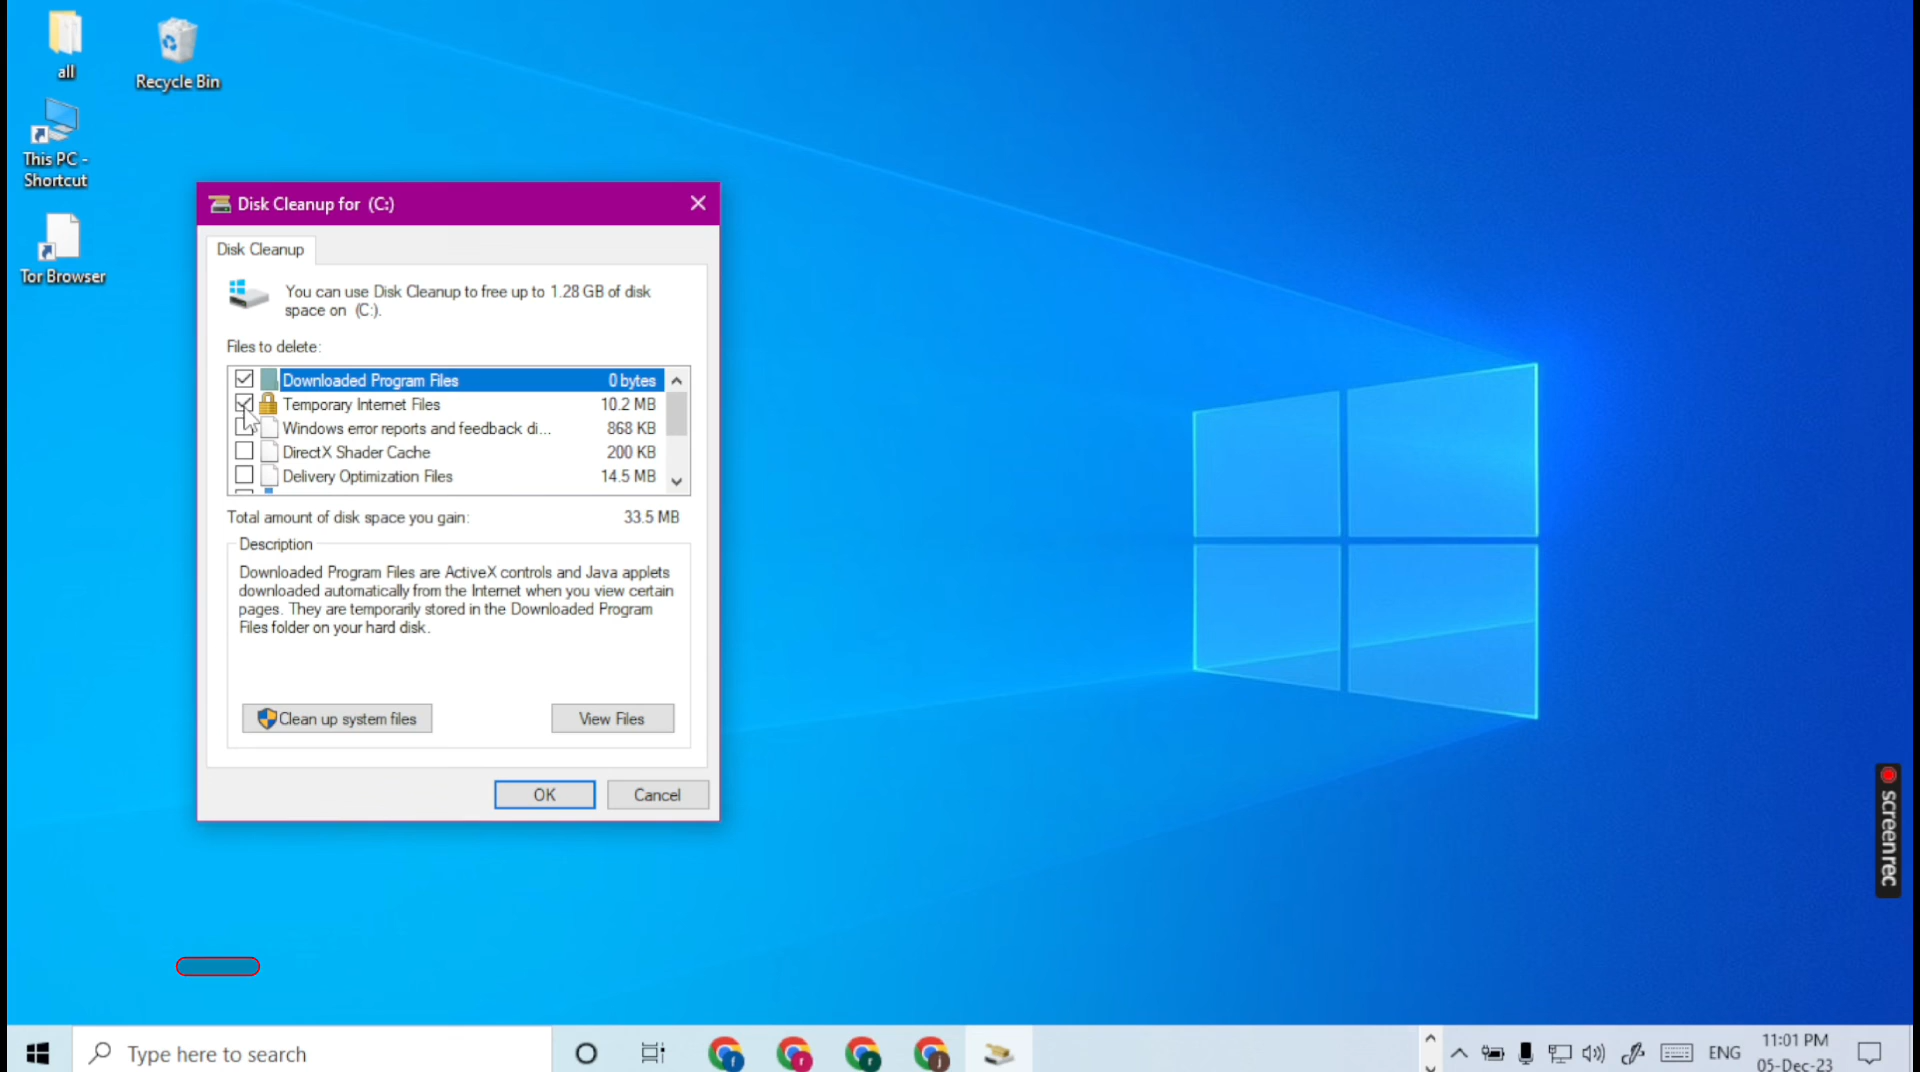 all
Recycle Bin
This PC -
Shortcut
Tor Browser
Disk Cleanup for (C:)
Disk Cleanup
You can use Disk Cleanup to free up to 1.28 GB of disk
space on (C:).
Files to delete:
Downloaded Program Files 0 bytes
Temporary Internet Files 10.2 MB
Windows error reports and feedback di... 868 KB
DirectX Shader Cache 200 KB
Delivery Optimization Files 14.5 MB
Total amount of disk space you gain: 33.5 MB
Description
Downloaded Program Files are ActiveX controls and Java applets
downloaded automatically from the Internet when you view certain
pages. They are temporarily stored in the Downloaded Program
Files folder on your hard disk.
Clean up system files View Files
OK Cancel
screenrec
Type here to search
f r r j
ENG
11:01 PM
05-Dec-23